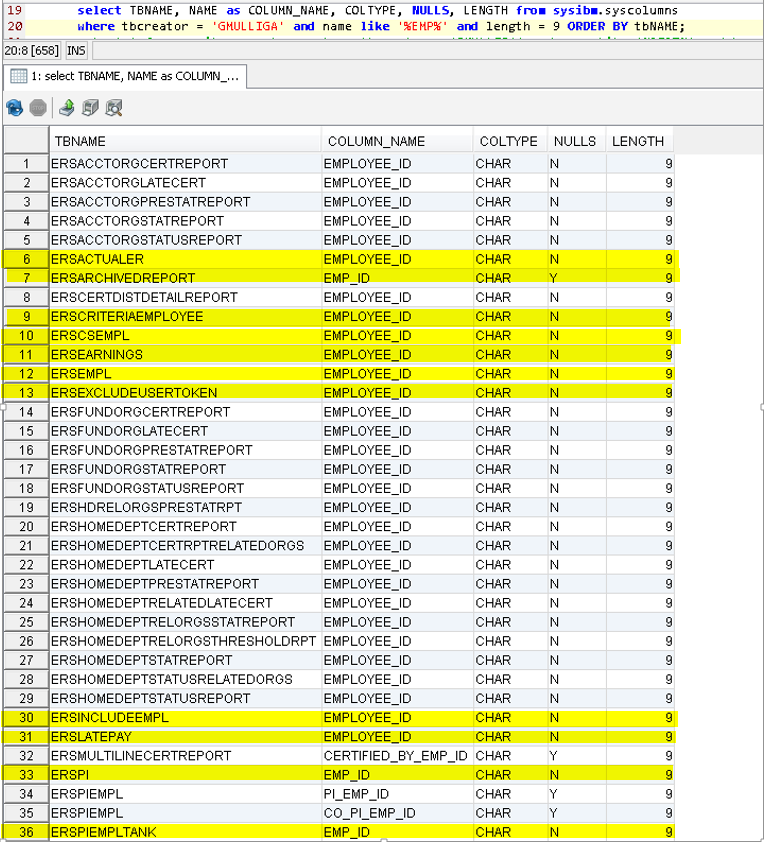 19 select TBNAME, NAME as COLUMN_NAME, COLTYPE, NULLS, LENGTH from sysibm.syscolumns
20 where tbcreator = 'GMULLIGA' and name like '%EMP%' and length = 9 ORDER BY tbNAME;
20:8 [658] INS
1: select TBNAME, NAME as COLUMN_...
TBNAME COLUMN_NAME COLTYPE NULLS LENGTH
1 ERSACCTORGCERTREPORT EMPLOYEE_ID CHAR N 9
2 ERSACCTORGLATECERT EMPLOYEE_ID CHAR N 9
3 ERSACCTORGPRESTATREPORT EMPLOYEE_ID CHAR N 9
4 ERSACCTORGSTATREPORT EMPLOYEE_ID CHAR N 9
5 ERSACCTORGSTATUSREPORT EMPLOYEE_ID CHAR N 9
6 ERSACTUALER EMPLOYEE_ID CHAR N 9
7 ERSARCHIVEDREPORT EMP_ID CHAR Y 9
8 ERSCERTDISTDETAILREPORT EMPLOYEE_ID CHAR N 9
9 ERSCRITERIAEMPLOYEE EMPLOYEE_ID CHAR N 9
10 ERSCSEMPL EMPLOYEE_ID CHAR N 9
11 ERSEARNINGS EMPLOYEE_ID CHAR N 9
12 ERSEMPL EMPLOYEE_ID CHAR N 9
13 ERSEXCLUDEUSERTOKEN EMPLOYEE_ID CHAR N 9
14 ERSFUNDORGCERTREPORT EMPLOYEE_ID CHAR N 9
15 ERSFUNDORGLATECERT EMPLOYEE_ID CHAR N 9
16 ERSFUNDORGPRESTATREPORT EMPLOYEE_ID CHAR N 9
17 ERSFUNDORGSTATREPORT EMPLOYEE_ID CHAR N 9
18 ERSFUNDORGSTATUSREPORT EMPLOYEE_ID CHAR N 9
19 ERSHDRELORGSPRESTATRPT EMPLOYEE_ID CHAR N 9
20 ERSHOMEDEPTCERTREPORT EMPLOYEE_ID CHAR N 9
21 ERSHOMEDEPTCERTRPTRELATEDORGS EMPLOYEE_ID CHAR N 9
22 ERSHOMEDEPTLATECERT EMPLOYEE_ID CHAR N 9
23 ERSHOMEDEPTPRESTATREPORT EMPLOYEE_ID CHAR N 9
24 ERSHOMEDEPTRELATEDLATECERT EMPLOYEE_ID CHAR N 9
25 ERSHOMEDEPTRELORGSSTATREPORT EMPLOYEE_ID CHAR N 9
26 ERSHOMEDEPTRELORGSTHRESHOLDRPT EMPLOYEE_ID CHAR N 9
27 ERSHOMEDEPTSTATREPORT EMPLOYEE_ID CHAR N 9
28 ERSHOMEDEPTSTATUSRELATEDORGS EMPLOYEE_ID CHAR N 9
29 ERSHOMEDEPTSTATUSREPORT EMPLOYEE_ID CHAR N 9
30 ERSINCLUDEEMPL EMPLOYEE_ID CHAR N 9
31 ERSLATEPAY EMPLOYEE_ID CHAR N 9
32 ERSMULTILINECERTREPORT CERTIFIED_BY_EMP_ID CHAR Y 9
33 ERSPI EMP_ID CHAR N 9
34 ERSPIEMPL PI_EMP_ID CHAR Y 9
35 ERSPIEMPL CO_PI_EMP_ID CHAR Y 9
36 ERSPIEMPLTANK EMP_ID CHAR N 9